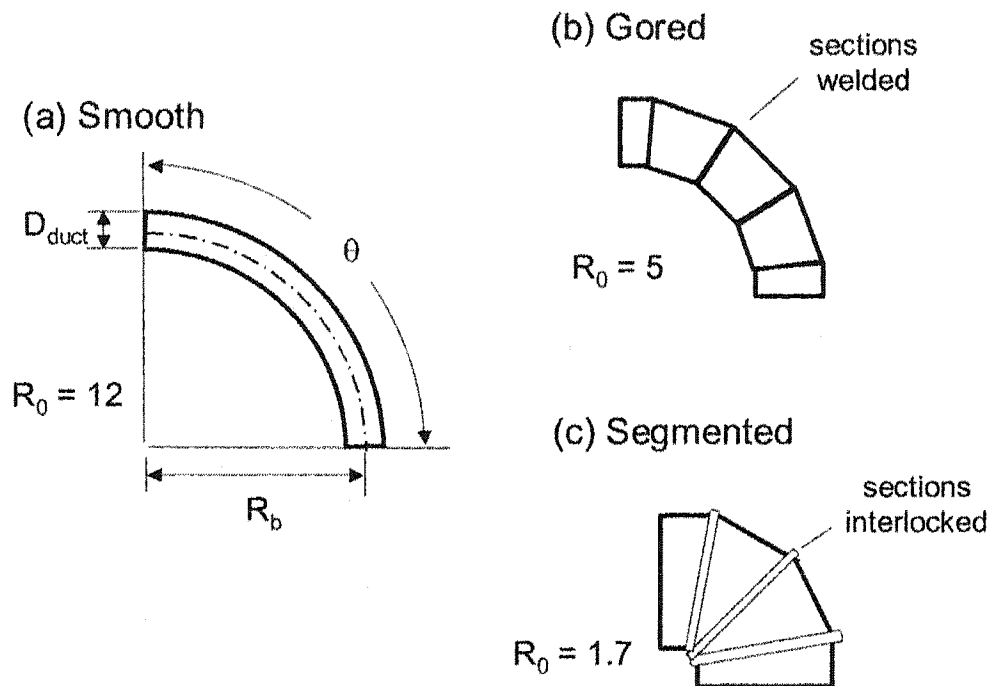 (a) Smooth
D_duct
θ
R_0 = 12
R_b
(b) Gored
sections
welded
R_0 = 5
(c) Segmented
sections
interlocked
R_0 = 1.7